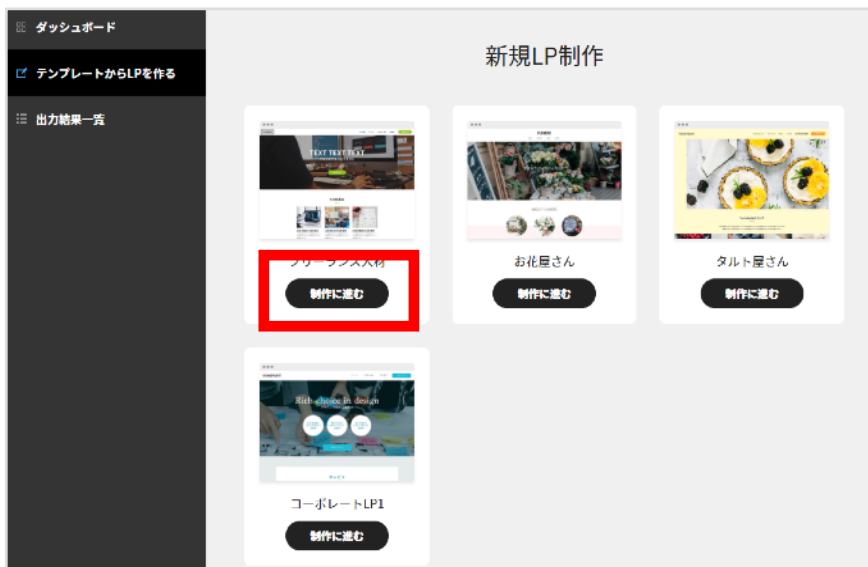 ダッシュボード
テンプレートからLPを作る
出力結果一覧
新規LP制作
TEXT TEXT TEXT
フリーランス人材
制作に進む
お花屋さん
制作に進む
タルト屋さん
制作に進む
Rich choice in design
コーポレートLP1
制作に進む